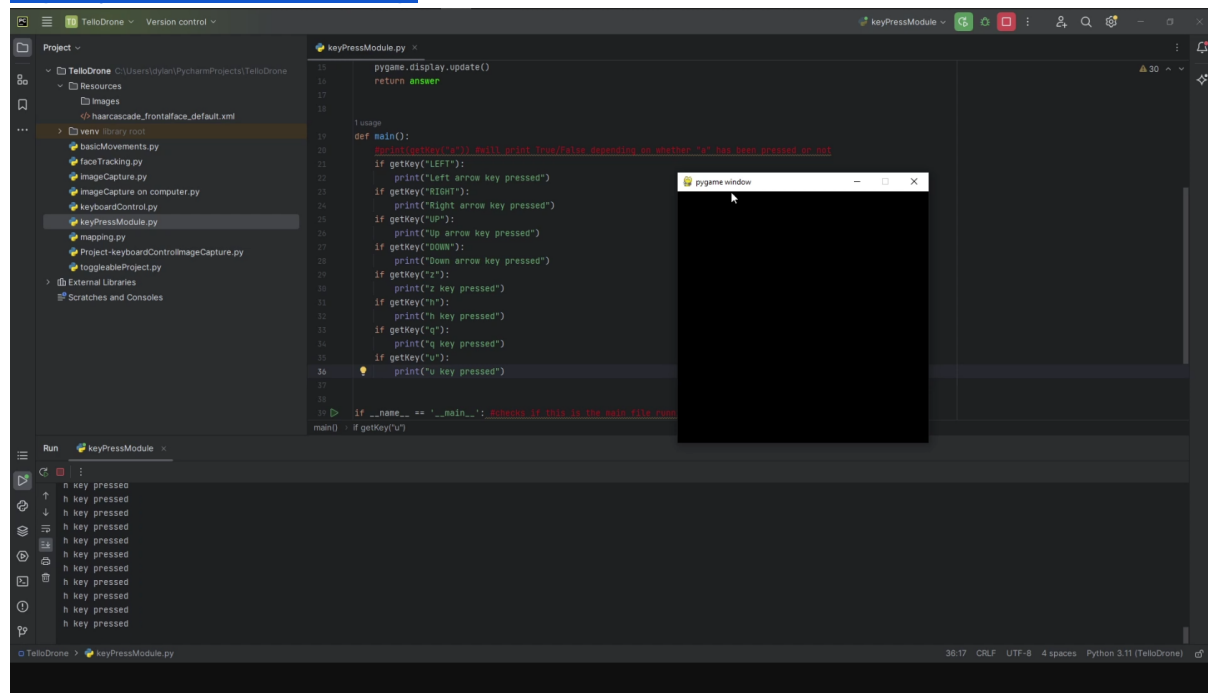 PC TD TelloDrone Version control keyPressModule
Project
keyPressModule.py
TelloDrone C:\Users\dylan\PycharmProjects\TelloDrone
Resources
Images
haarcascade_frontalface_default.xml
venv library root
basicMovements.py
faceTracking.py
imageCapture.py
imageCapture on computer.py
keyboardControl.py
keyPressModule.py
mapping.py
Project-keyboardControlImageCapture.py
toggleableProject.py
External Libraries
Scratches and Consoles
30
15 pygame.display.update()
16 return answer
17
18
1 usage
19 def main():
20 #print(getKey("a")) #will print True/False depending on whether "a" has been pressed or not
21 if getKey("LEFT"):
22 print("Left arrow key pressed")
23 if getKey("RIGHT"):
24 print("Right arrow key pressed")
25 if getKey("UP"):
26 print("Up arrow key pressed")
27 if getKey("DOWN"):
28 print("Down arrow key pressed")
29 if getKey("z"):
30 print("z key pressed")
31 if getKey("h"):
32 print("h key pressed")
33 if getKey("q"):
34 print("q key pressed")
35 if getKey("u"):
36 print("u key pressed")
37
38
39 if __name__ == '__main__': #checks if this is the main file
main() if getKey("u")
pygame window
Run keyPressModule
h key pressed
h key pressed
h key pressed
h key pressed
h key pressed
h key pressed
h key pressed
h key pressed
h key pressed
h key pressed
h key pressed
TelloDrone > keyPressModule.py
36:17 CRLF UTF-8 4 spaces Python 3.11 (TelloDrone)